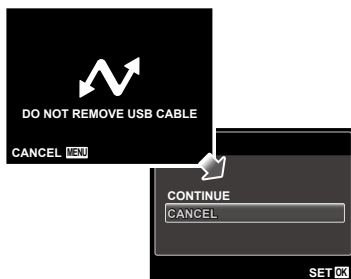 DO NOT REMOVE USB CABLE
CANCEL MENU
CONTINUE
CANCEL
SET OK